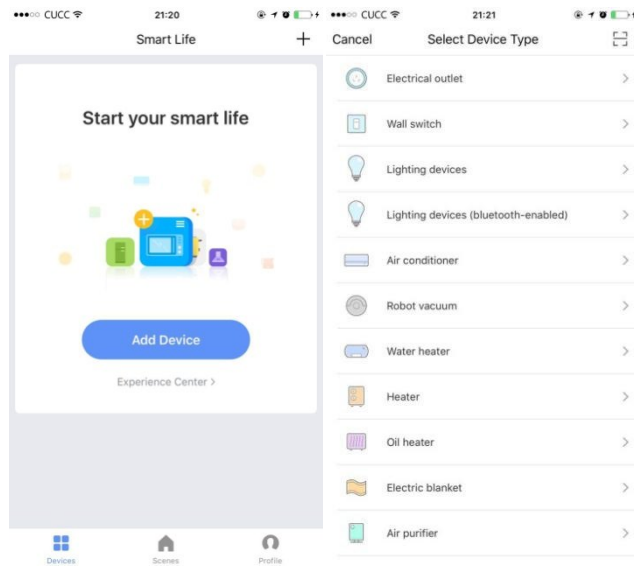 CUCC
21:20
Smart Life
+
Start your smart life
Add Device
Experience Center >
Devices
Scenes
Profile
CUCC
21:21
Cancel
Select Device Type
Electrical outlet
Wall switch
Lighting devices
Lighting devices (bluetooth-enabled)
Air conditioner
Robot vacuum
Water heater
Heater
Oil heater
Electric blanket
Air purifier